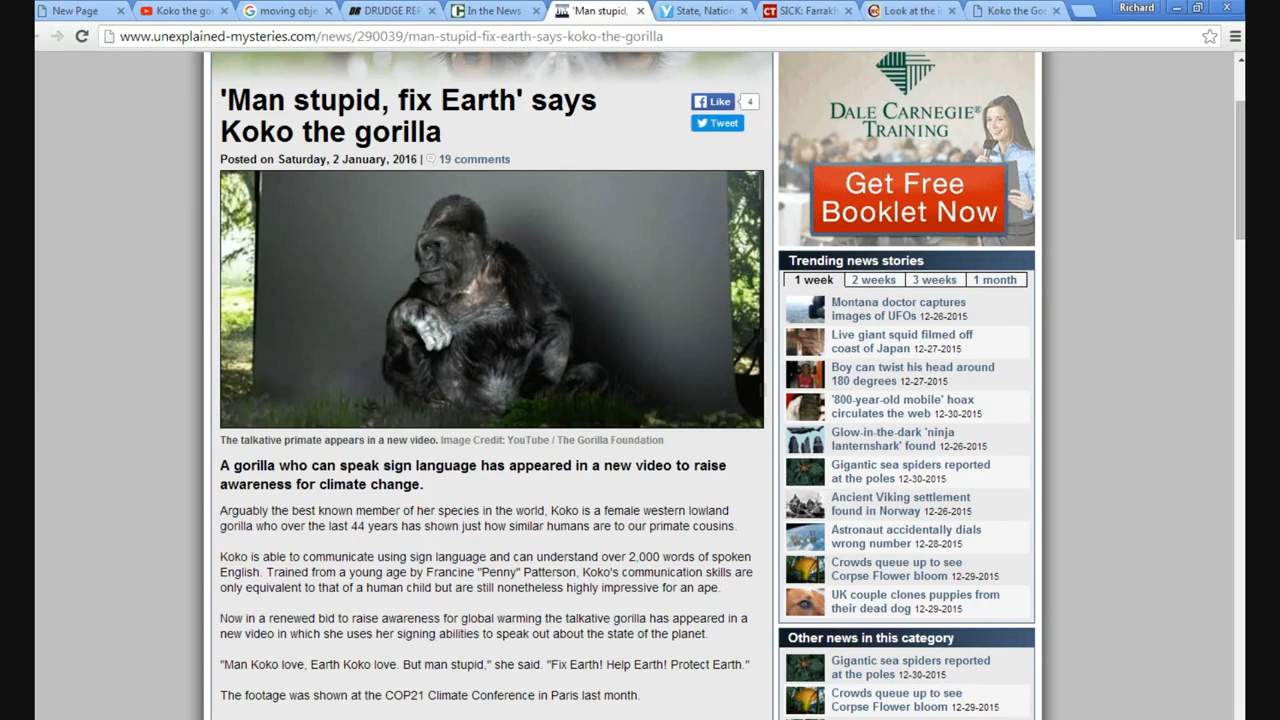 New Page
Koko the go
moving obje
DRUDGE REP
In the News -
'Man stupid,
State, Nation
SICK: Farrakh
Look at the i
Koko the Go
Richard
www.unexplained-mysteries.com/news/290039/man-stupid-fix-earth-says-koko-the-gorilla
'Man stupid, fix Earth' says
Koko the gorilla
Like 4
Tweet
Posted on Saturday, 2 January, 2016 | 19 comments
The talkative primate appears in a new video. Image Credit: YouTube / The Gorilla Foundation
A gorilla who can speak sign language has appeared in a new video to raise
awareness for climate change.
Arguably the best known member of her species in the world, Koko is a female western lowland
gorilla who over the last 44 years has shown just how similar humans are to our primate cousins.
Koko is able to communicate using sign language and can understand over 2,000 words of spoken
English. Trained from a young age by Francine "Penny" Patterson, Koko's communication skills are
only equivalent to that of a human child but are still nonetheless highly impressive for an ape.
Now in a renewed bid to raise awareness for global warming the talkative gorilla has appeared in a
new video in which she uses her signing abilities to speak out about the state of the planet.
"Man Koko love, Earth Koko love. But man stupid," she said. "Fix Earth! Help Earth! Protect Earth."
The footage was shown at the COP21 Climate Conference in Paris last month.
DALE CARNEGIE®
TRAINING
Get Free
Booklet Now
Trending news stories
1 week 2 weeks 3 weeks 1 month
Montana doctor captures
images of UFOs 12-26-2015
Live giant squid filmed off
coast of Japan 12-27-2015
Boy can twist his head around
180 degrees 12-27-2015
'800-year-old mobile' hoax
circulates the web 12-30-2015
Glow-in-the-dark 'ninja
lanternshark' found 12-26-2015
Gigantic sea spiders reported
at the poles 12-30-2015
Ancient Viking settlement
found in Norway 12-26-2015
Astronaut accidentally dials
wrong number 12-28-2015
Crowds queue up to see
Corpse Flower bloom 12-29-2015
UK couple clones puppies from
their dead dog 12-29-2015
Other news in this category
Gigantic sea spiders reported
at the poles 12-30-2015
Crowds queue up to see
Corpse Flower bloom 12-29-2015